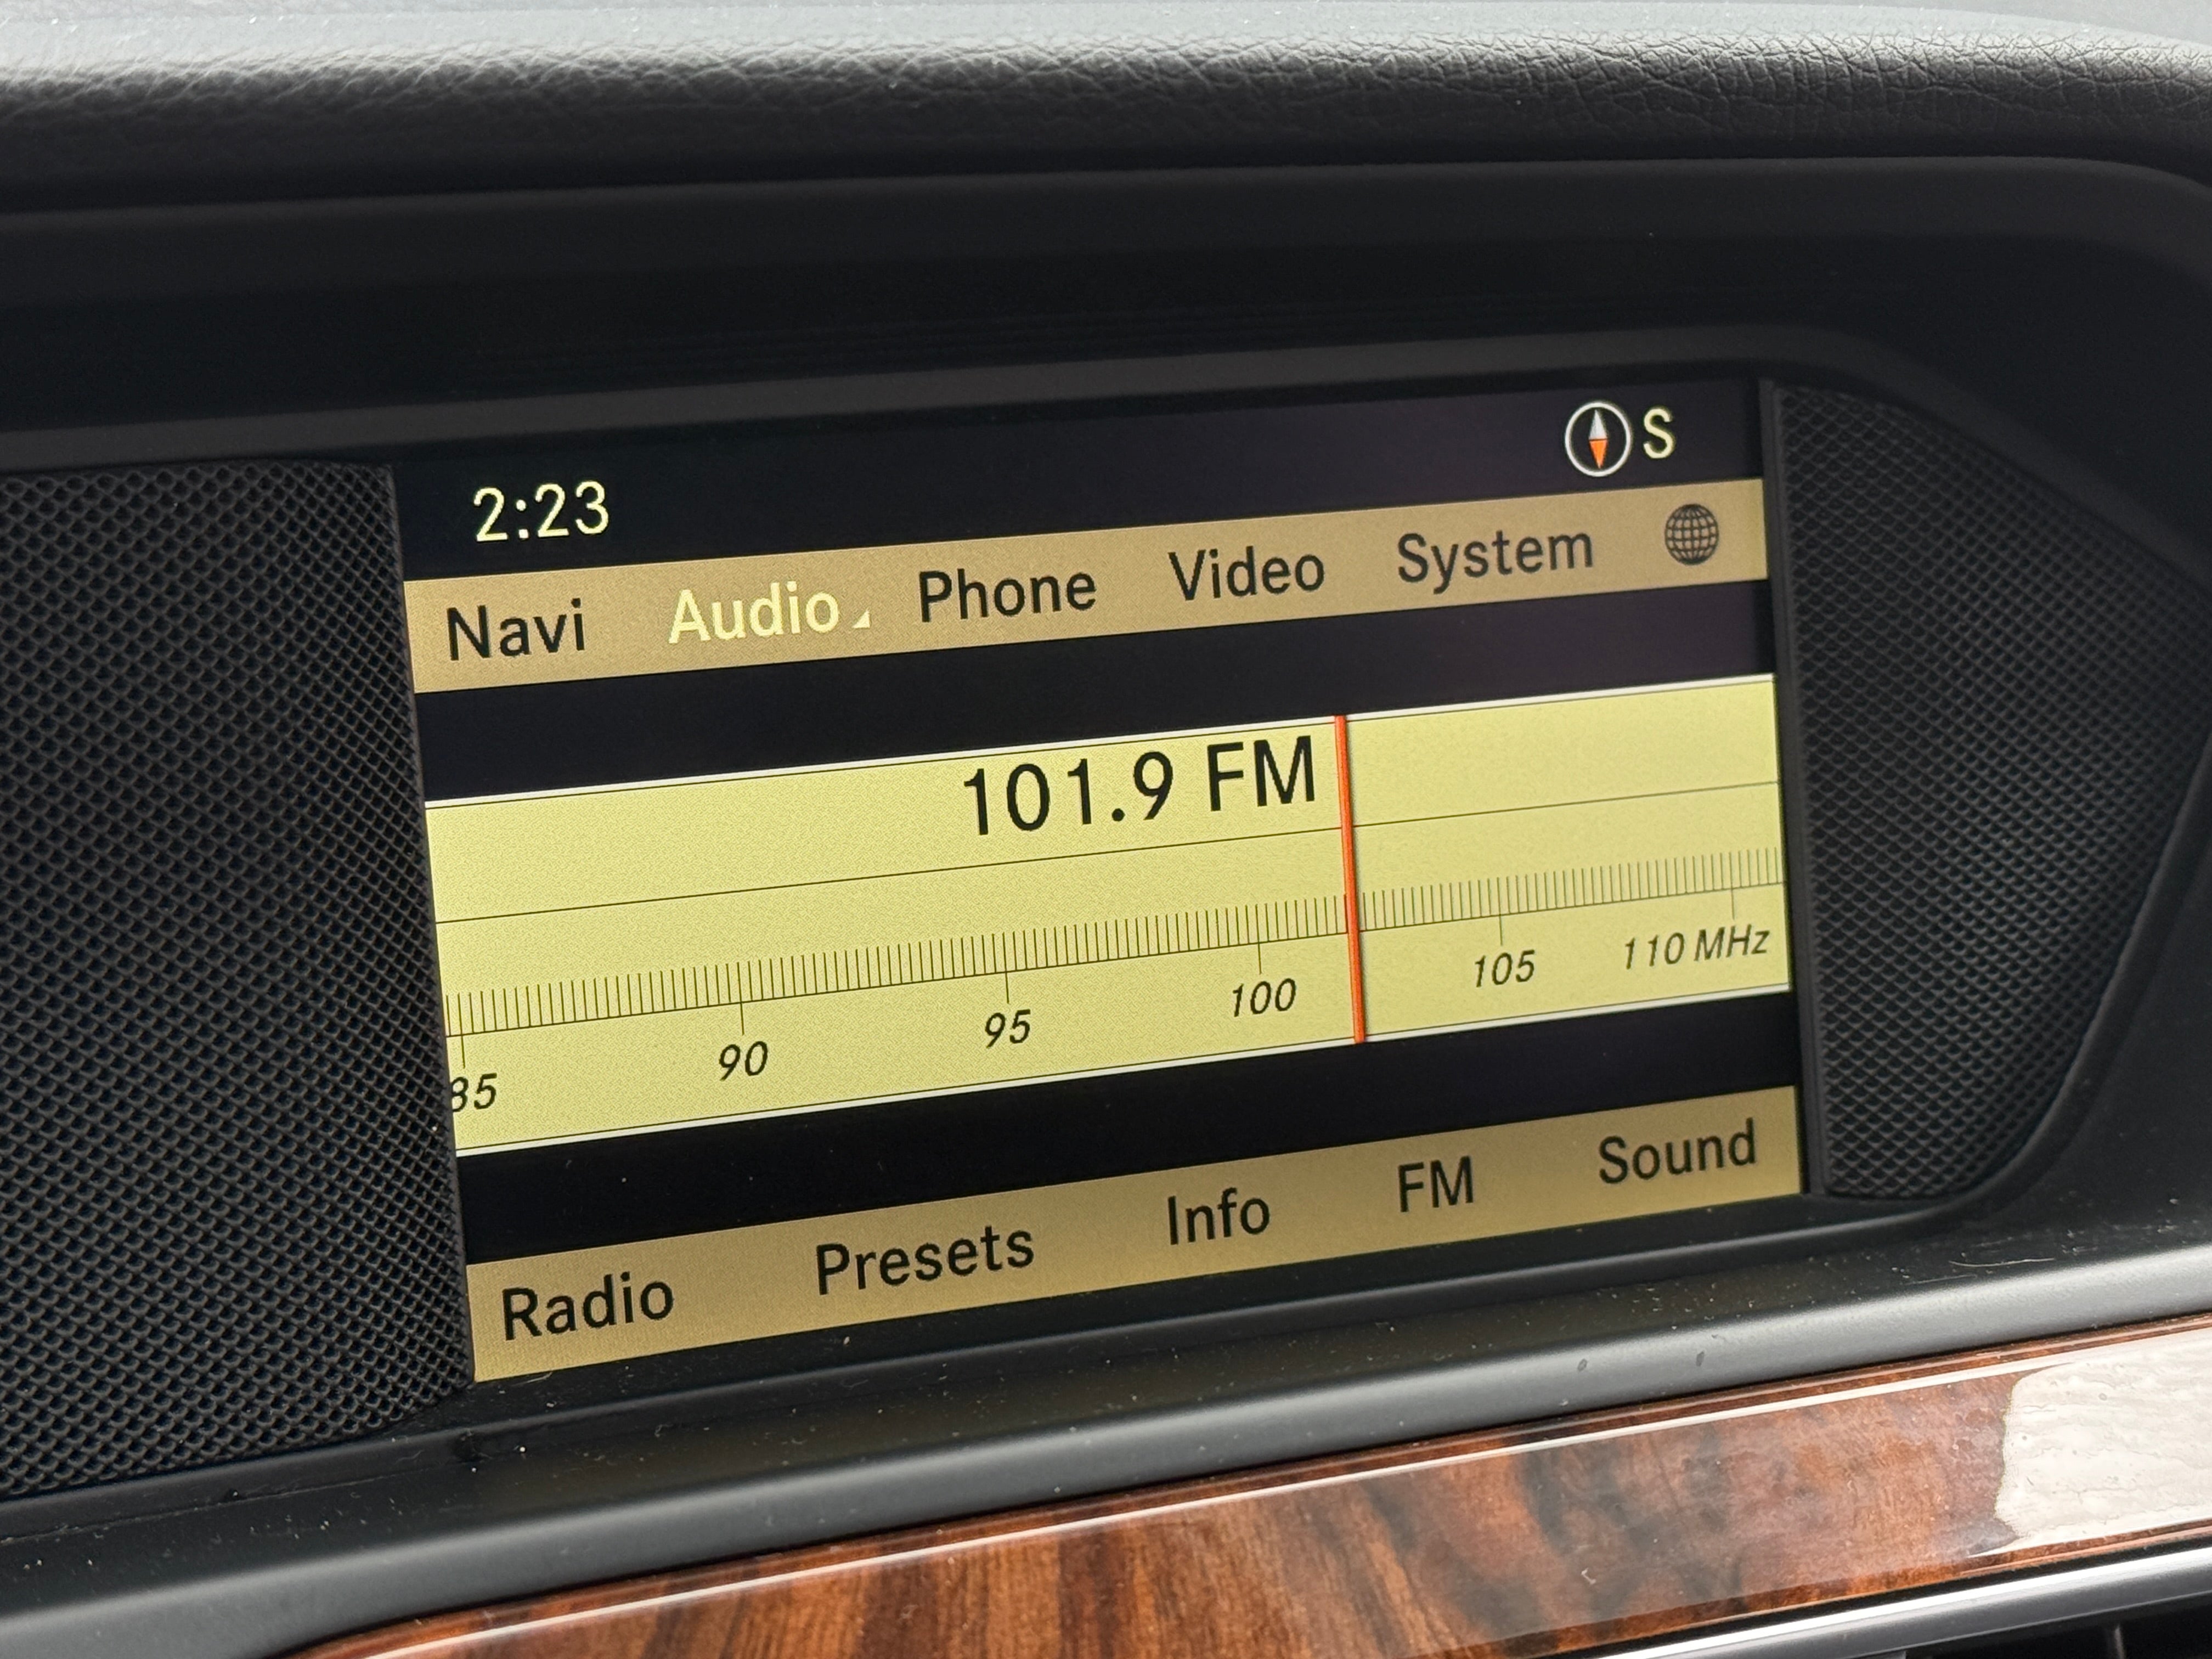 2:23 S
Navi Audio Phone Video System
101.9 FM
85 90 95 100 105 110 MHz
Radio Presets Info FM Sound